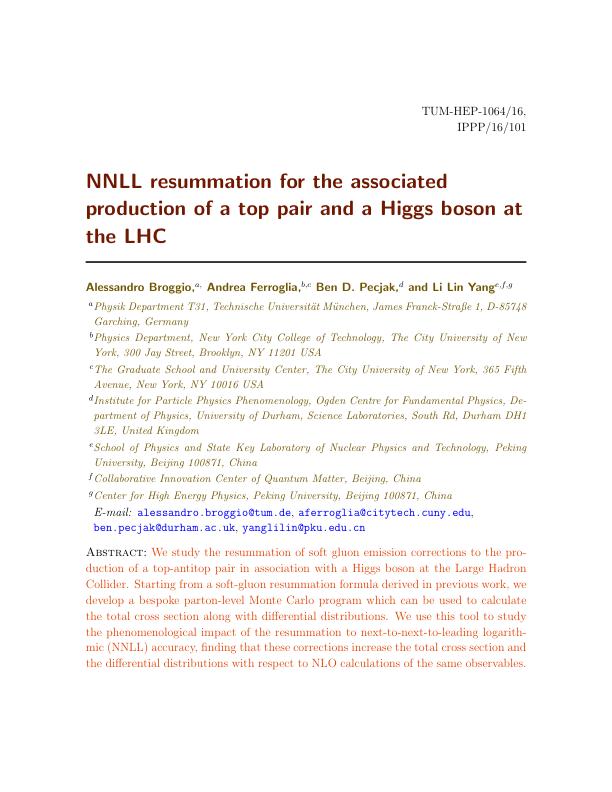 TUM-HEP-1064/16.
IPPP/16/101
NNLL resummation for the associated
production of a top pair and a Higgs boson at
the LHC
Alessandro Broggio,a, Andrea Ferroglia,b,c Ben D. Pecjak,d and Li Lin Yange,f,g
aPhysik Department T31, Technische Universität München, James Franck-Straße 1, D-85748
Garching, Germany
bPhysics Department, New York City College of Technology, The City University of New
York, 300 Jay Street, Brooklyn, NY 11201 USA
cThe Graduate School and University Center, The City University of New York, 365 Fifth
Avenue, New York, NY 10016 USA
dInstitute for Particle Physics Phenomenology, Ogden Centre for Fundamental Physics, De-
partment of Physics, University of Durham, Science Laboratories, South Rd, Durham DH1
3LE, United Kingdom
eSchool of Physics and State Key Laboratory of Nuclear Physics and Technology, Peking
University, Beijing 100871, China
fCollaborative Innovation Center of Quantum Matter, Beijing, China
gCenter for High Energy Physics, Peking University, Beijing 100871, China
E-mail: alessandro.broggio@tum.de, aferroglia@citytech.cuny.edu,
ben.pecjak@durham.ac.uk, yanglilin@pku.edu.cn
Abstract: We study the resummation of soft gluon emission corrections to the pro-
duction of a top-antitop pair in association with a Higgs boson at the Large Hadron
Collider. Starting from a soft-gluon resummation formula derived in previous work, we
develop a bespoke parton-level Monte Carlo program which can be used to calculate
the total cross section along with differential distributions. We use this tool to study
the phenomenological impact of the resummation to next-to-next-to-leading logarith-
mic (NNLL) accuracy, finding that these corrections increase the total cross section and
the differential distributions with respect to NLO calculations of the same observables.